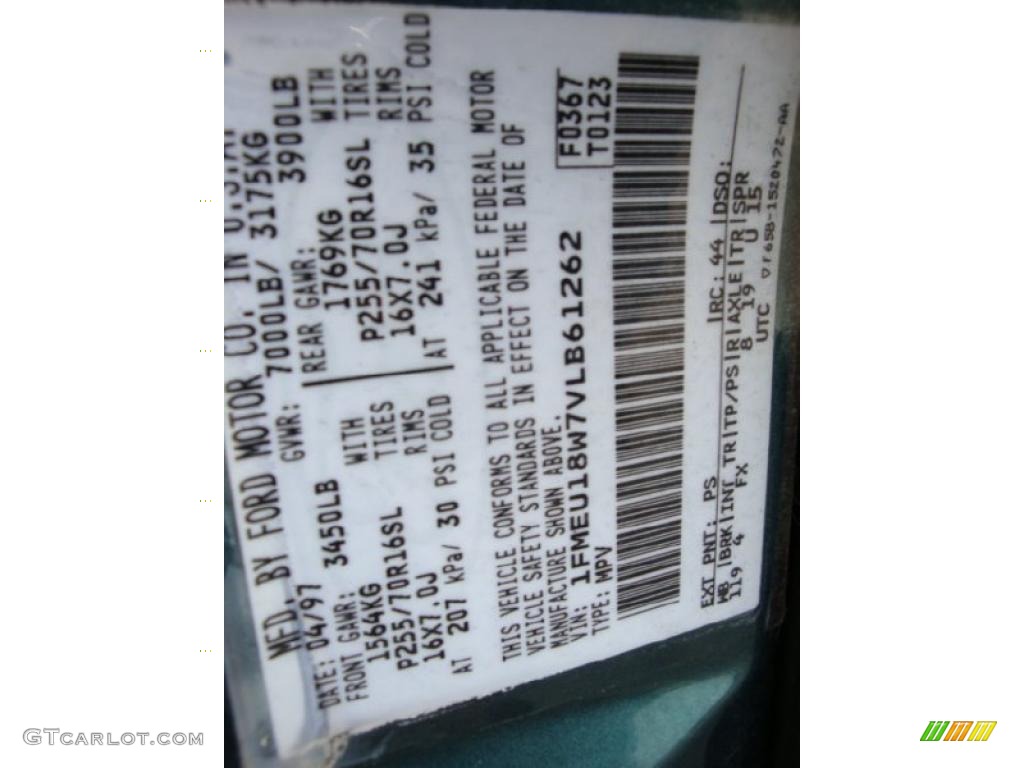 MFD. BY FORD MOTOR CO. IN U.S.A.
DATE: 04/97 GVWR: 7000LB/ 3175KG
FRONT GAWR: 3450LB REAR GAWR: 3900LB
1564KG WITH 1769KG WITH
P255/70R16SL TIRES P255/70R16SL TIRES
16X7.0J RIMS 16X7.0J RIMS
AT 207 kPa/ 30 PSI COLD AT 241 kPa/ 35 PSI COLD
THIS VEHICLE CONFORMS TO ALL APPLICABLE FEDERAL MOTOR
VEHICLE SAFETY STANDARDS IN EFFECT ON THE DATE OF
MANUFACTURE SHOWN ABOVE.
VIN: 1FMEU18W7VLB61262 F0367
TYPE: MPV T0123
EXT PNT: PS RC: 44 DSO:
WB BRK INT TR TP/PS R AXLE TR SPR
119 4 FX 8 19 U 15
UTC
GTCARLOT.COM